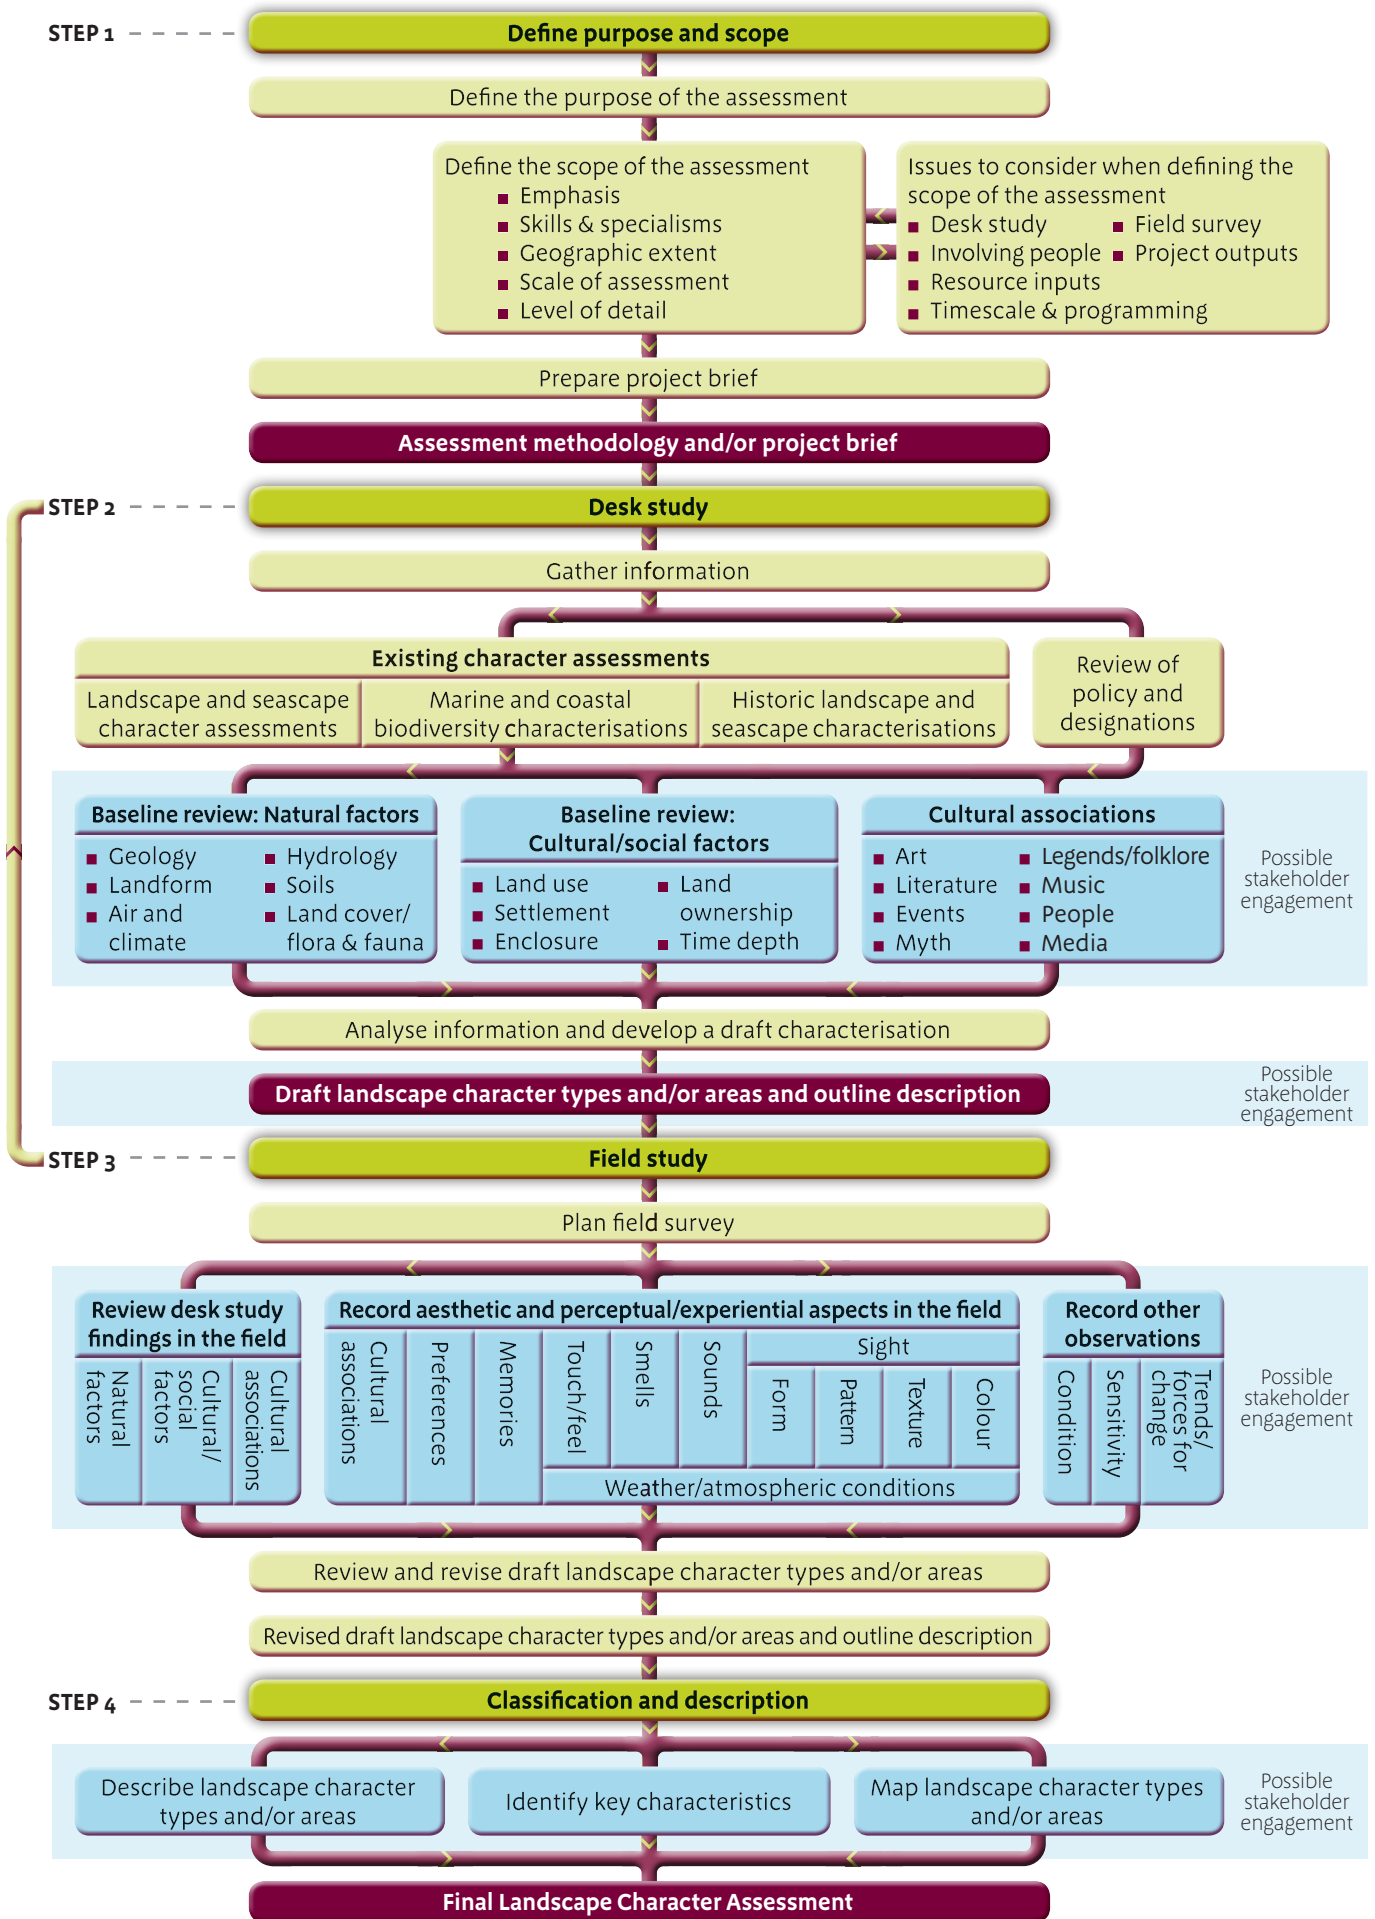 STEP 1
Define purpose and scope
Define the purpose of the assessment
Define the scope of the assessment
Emphasis
Skills & specialisms
Geographic extent
Scale of assessment
Level of detail
Issues to consider when defining the
scope of the assessment
Desk study
Involving people
Resource inputs
Timescale & programming
Field survey
Project outputs
Prepare project brief
Assessment methodology and/or project brief
STEP 2
Desk study
Gather information
Existing character assessments
Landscape and seascape
character assessments
Marine and coastal
biodiversity characterisations
Historic landscape and
seascape characterisations
Review of
policy and
designations
Baseline review: Natural factors
Geology
Landform
Air and
climate
Hydrology
Soils
Land cover/
flora & fauna
Baseline review:
Cultural/social factors
Land use
Settlement
Enclosure
Land
ownership
Time depth
Cultural associations
Art
Literature
Events
Myth
Legends/folklore
Music
People
Media
Possible
stakeholder
engagement
Analyse information and develop a draft characterisation
Draft landscape character types and/or areas and outline description
Possible
stakeholder
engagement
STEP 3
Field study
Plan field survey
Review desk study
findings in the field
Natural
factors
Cultural/
social
factors
Cultural
associations
Record aesthetic and perceptual/experiential aspects in the field
Cultural
associations
Preferences
Memories
Touch/feel
Smells
Sounds
Sight
Form
Pattern
Texture
Colour
Weather/atmospheric conditions
Record other
observations
Condition
Sensitivity
Trends/
forces for
change
Possible
stakeholder
engagement
Review and revise draft landscape character types and/or areas
Revised draft landscape character types and/or areas and outline description
STEP 4
Classification and description
Describe landscape character
types and/or areas
Identify key characteristics
Map landscape character types
and/or areas
Possible
stakeholder
engagement
Final Landscape Character Assessment